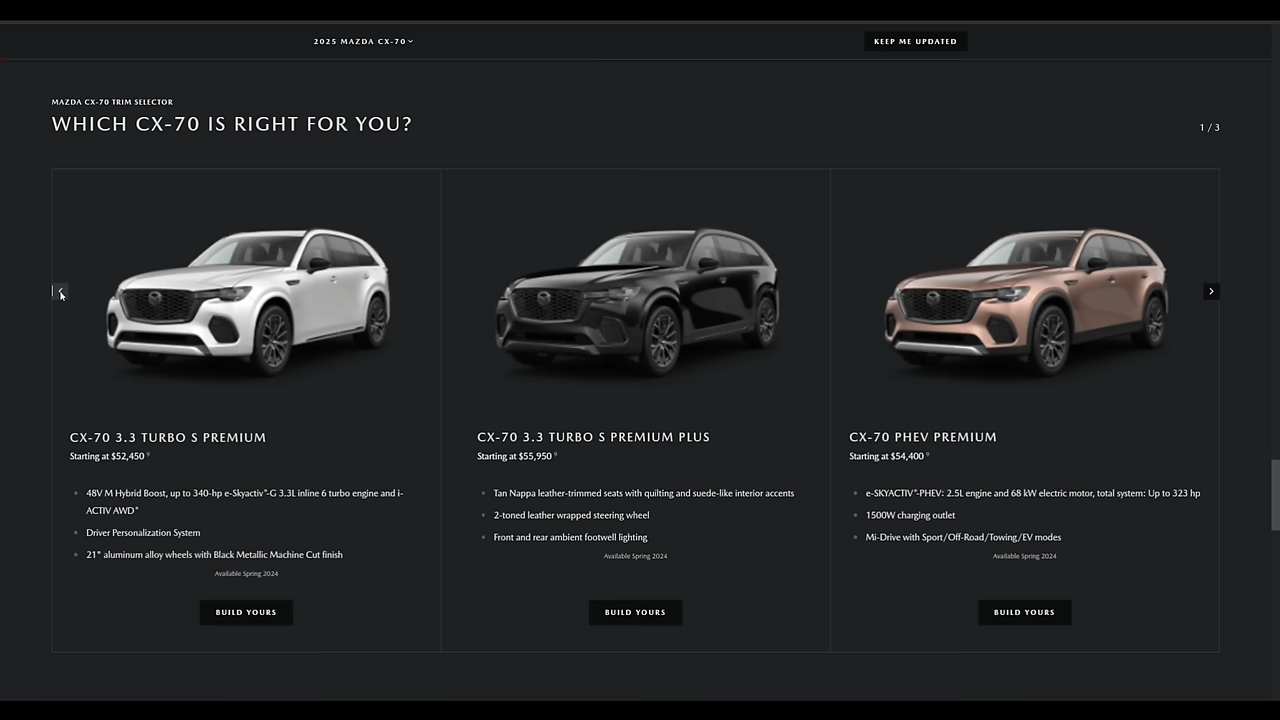 2025 MAZDA CX-70
KEEP ME UPDATED
MAZDA CX-70 TRIM SELECTOR
WHICH CX-70 IS RIGHT FOR YOU?
1 / 3
CX-70 3.3 TURBO S PREMIUM
Starting at $52,450 9
48V M Hybrid Boost, up to 340-hp e-Skyactiv®-G 3.3L inline 6 turbo engine and i-
ACTIV AWD®
Driver Personalization System
21" aluminum alloy wheels with Black Metallic Machine Cut finish
Available Spring 2024
BUILD YOURS
CX-70 3.3 TURBO S PREMIUM PLUS
Starting at $55,950 9
Tan Nappa leather-trimmed seats with quilting and suede-like interior accents
2-toned leather wrapped steering wheel
Front and rear ambient footwell lighting
Available Spring 2024
BUILD YOURS
CX-70 PHEV PREMIUM
Starting at $54,400 9
e-SKYACTIV®-PHEV: 2.5L engine and 68 kW electric motor, total system: Up to 323 hp
1500W charging outlet
Mi-Drive with Sport/Off-Road/Towing/EV modes
Available Spring 2024
BUILD YOURS